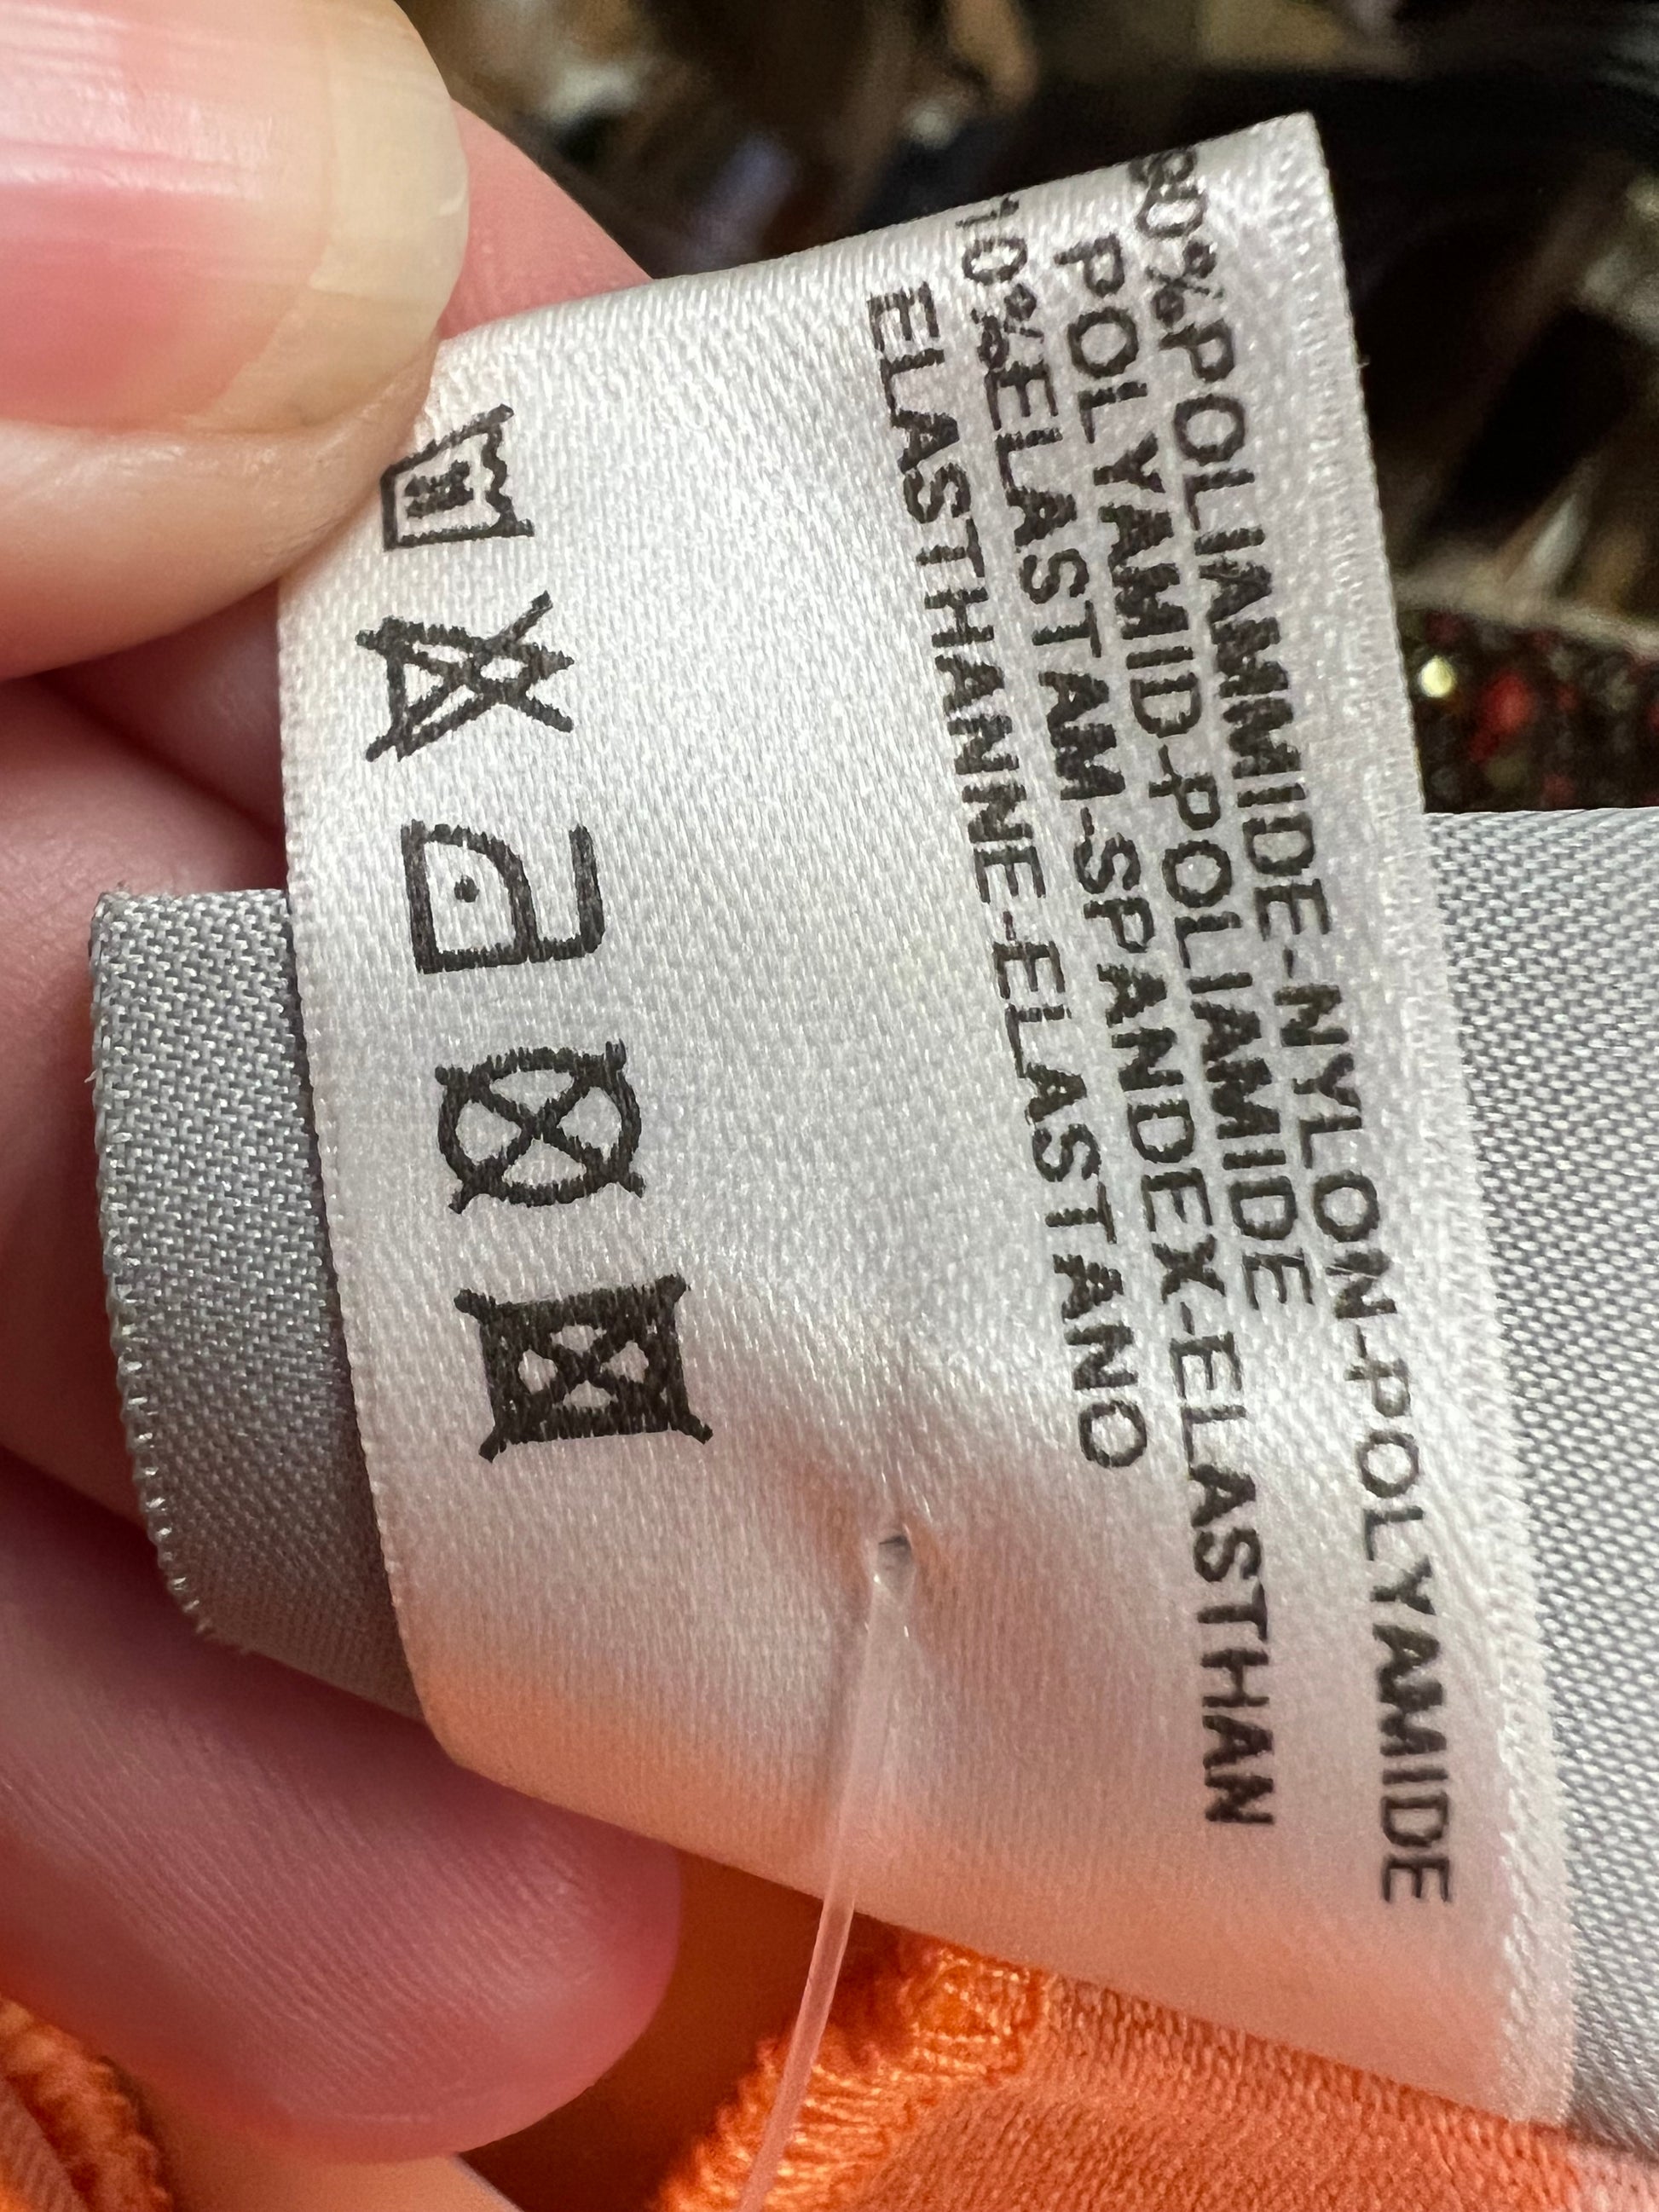 90%POLIAMMIDE-NYLON-POLYAMIDE
POLYAMID-POLIAMIDE
10%ELASTAM-SPANDEX-ELASTHAN
ELASTHANNE-ELASTANO